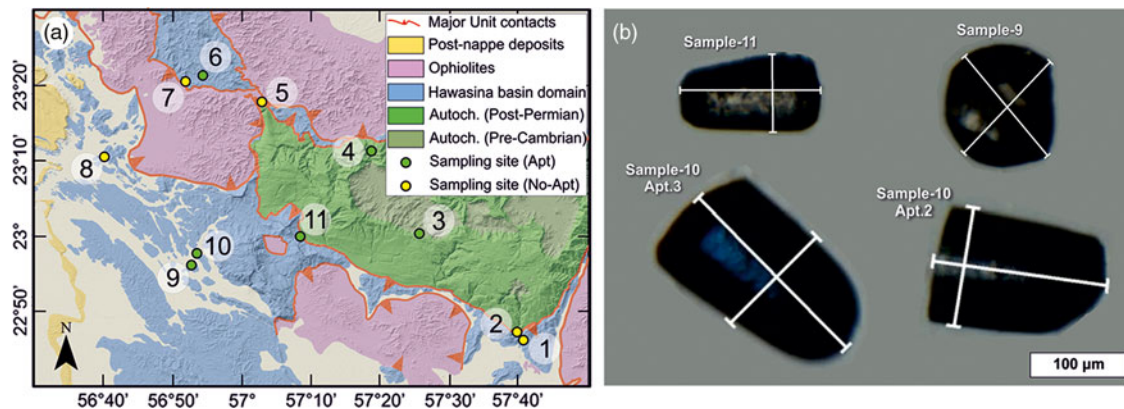 (a)
Major Unit contacts
Post-nappe deposits
Ophiolites
Hawasina basin domain
Autoch. (Post-Permian)
Autoch. (Pre-Cambrian)
Sampling site (Apt)
Sampling site (No-Apt)
23°20'
23°10'
23°
22°50'
6
7
5
4
8
11
3
10
9
2
1
N
56°40' 56°50' 57° 57°10' 57°20' 57°30' 57°40'
(b)
Sample-11
Sample-9
Sample-10
Apt.3
Sample-10
Apt.2
100 µm